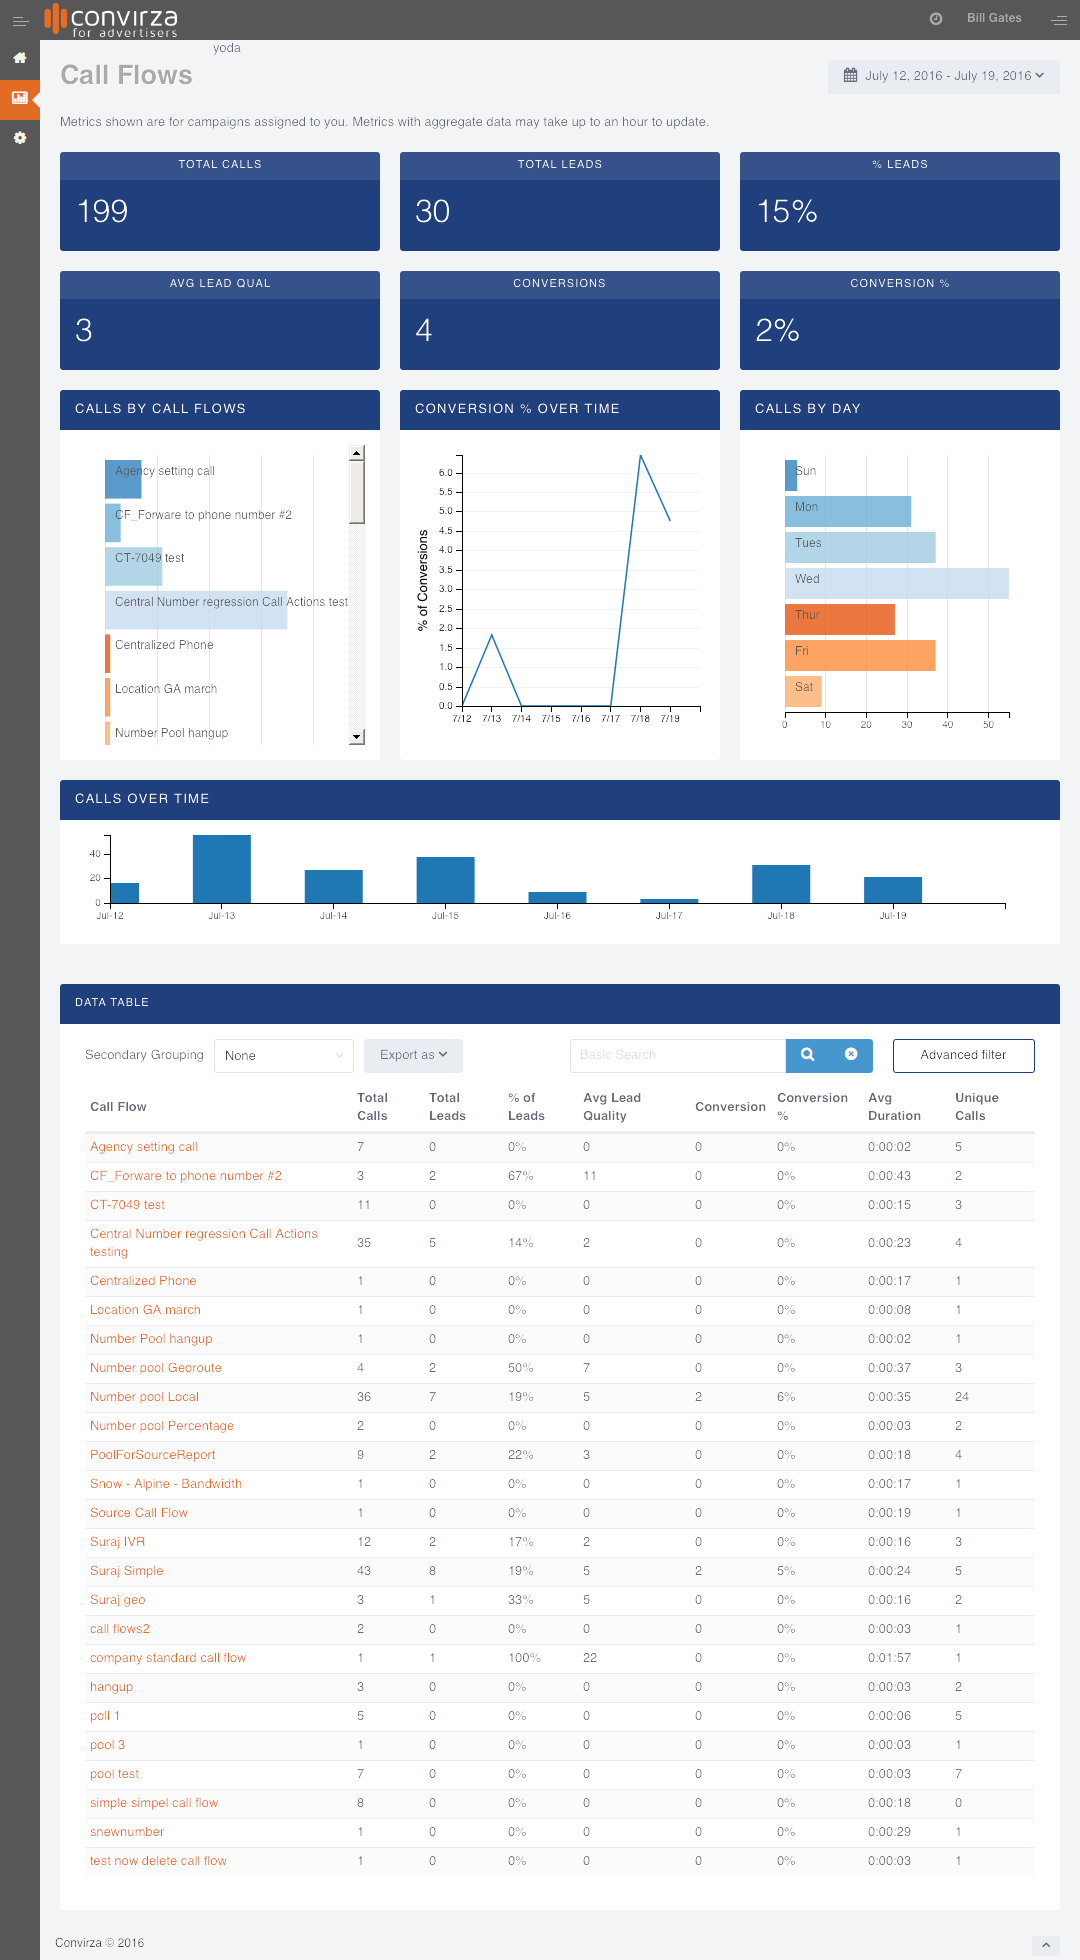 convirza
for advertisers
Bill Gates
yoda
Call Flows
July 12, 2016 - July 19, 2016
Metrics shown are for campaigns assigned to you. Metrics with aggregate data may take up to an hour to update.
TOTAL CALLS
199
TOTAL LEADS
30
% LEADS
15%
AVG LEAD QUAL
3
CONVERSIONS
4
CONVERSION %
2%
CALLS BY CALL FLOWS
Agency setting call
CF_Forware to phone number #2
CT-7049 test
Central Number regression Call Actions test
Centralized Phone
Location GA march
Number Pool hangup
CONVERSION % OVER TIME
% of Conversions
6.0
5.5
5.0
4.5
4.0
3.5
3.0
2.5
2.0
1.5
1.0
0.5
0.0
7/12 7/13 7/14 7/15 7/16 7/17 7/18 7/19
CALLS BY DAY
Sun
Mon
Tues
Wed
Thur
Fri
Sat
0 10 20 30 40 50
CALLS OVER TIME
40
20
0
Jul-12 Jul-13 Jul-14 Jul-15 Jul-16 Jul-17 Jul-18 Jul-19
DATA TABLE
Secondary Grouping None Export as Basic Search Advanced filter
Call Flow Total Calls Total Leads % of Leads Avg Lead Quality Conversion Conversion % Avg Duration Unique Calls
Agency setting call 7 0 0% 0 0 0% 0:00:02 5
CF_Forware to phone number #2 3 2 67% 11 0 0% 0:00:43 2
CT-7049 test 11 0 0% 0 0 0% 0:00:15 3
Central Number regression Call Actions testing 35 5 14% 2 0 0% 0:00:23 4
Centralized Phone 1 0 0% 0 0 0% 0:00:17 1
Location GA march 1 0 0% 0 0 0% 0:00:08 1
Number Pool hangup 1 0 0% 0 0 0% 0:00:02 1
Number pool Georoute 4 2 50% 7 0 0% 0:00:37 3
Number pool Local 36 7 19% 5 2 6% 0:00:35 24
Number pool Percentage 2 0 0% 0 0 0% 0:00:03 2
PoolForSourceReport 9 2 22% 3 0 0% 0:00:18 4
Snow - Alpine - Bandwidth 1 0 0% 0 0 0% 0:00:17 1
Source Call Flow 1 0 0% 0 0 0% 0:00:19 1
Suraj IVR 12 2 17% 2 0 0% 0:00:16 3
Suraj Simple 43 8 19% 5 2 5% 0:00:24 5
Suraj geo 3 1 33% 5 0 0% 0:00:16 2
call flows2 2 0 0% 0 0 0% 0:00:03 1
company standard call flow 1 1 100% 22 0 0% 0:01:57 1
hangup 3 0 0% 0 0 0% 0:00:03 2
poll 1 5 0 0% 0 0 0% 0:00:06 5
pool 3 1 0 0% 0 0 0% 0:00:03 1
pool test 7 0 0% 0 0 0% 0:00:03 7
simple simpel call flow 8 0 0% 0 0 0% 0:00:18 0
snewnumber 1 0 0% 0 0 0% 0:00:29 1
test now delete call flow 1 0 0% 0 0 0% 0:00:03 1
Convirza © 2016